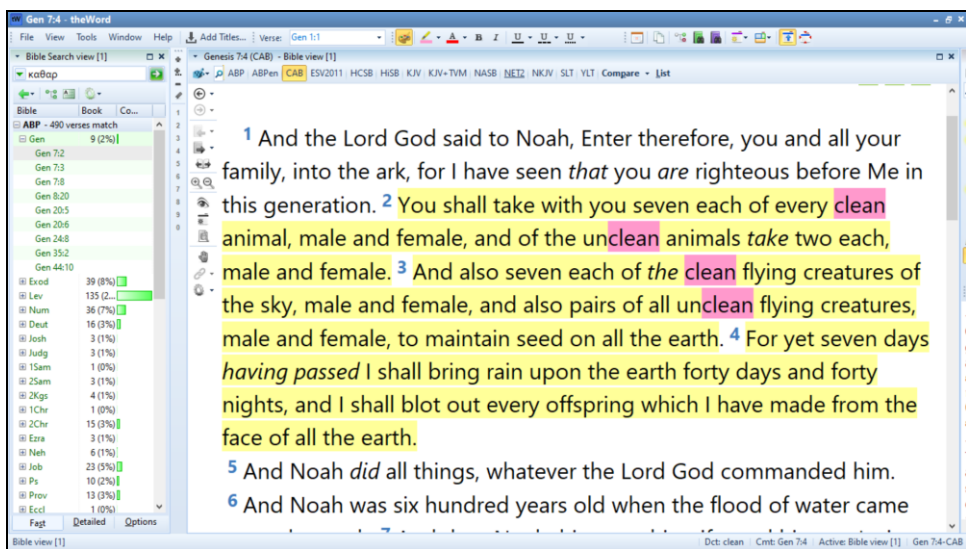 Gen 7:4 - theWord
File View Tools Window Help Add Titles... Verse: Gen 1:1 A B I U U U
Bible Search view [1]
καθαρ
Bible Book Co...
ABP - 490 verses match
Gen 9 (2%)
Gen 7:2
Gen 7:3
Gen 7:8
Gen 8:20
Gen 20:5
Gen 20:6
Gen 24:8
Gen 35:2
Gen 44:10
Exod 39 (8%)
Lev 135 (2...
Num 36 (7%)
Deut 16 (3%)
Josh 3 (1%)
Judg 3 (1%)
1Sam 1 (0%)
2Sam 3 (1%)
2Kgs 4 (1%)
1Chr 1 (0%)
2Chr 15 (3%)
Ezra 3 (1%)
Neh 6 (1%)
Job 23 (5%)
Ps 10 (2%)
Prov 13 (3%)
Eccl 1 (0%)
Fast Detailed Options
1
2
3
4
5
6
7
8
9
0
Genesis 7:4 (CAB) - Bible view [1]
ABP ABPen CAB ESV2011 HCSB HiSB KJV KJV+TVM NASB NET2 NKJV SLT YLT Compare List
1 And the Lord God said to Noah, Enter therefore, you and all your
family, into the ark, for I have seen that you are righteous before Me in
this generation. 2 You shall take with you seven each of every clean
animal, male and female, and of the unclean animals take two each,
male and female. 3 And also seven each of the clean flying creatures of
the sky, male and female, and also pairs of all unclean flying creatures,
male and female, to maintain seed on all the earth. 4 For yet seven days
having passed I shall bring rain upon the earth forty days and forty
nights, and I shall blot out every offspring which I have made from the
face of all the earth.
5 And Noah did all things, whatever the Lord God commanded him.
6 And Noah was six hundred years old when the flood of water came
Bible view [1] Dct: clean Cmt: Gen 7:4 Active: Bible view [1] Gen 7:4-CAB